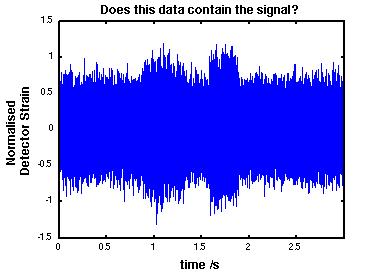 Does this data contain the signal?
Normalised
Detector Strain
1.5
1
0.5
0
-0.5
-1
-1.5
0 0.5 1 1.5 2 2.5
time /s